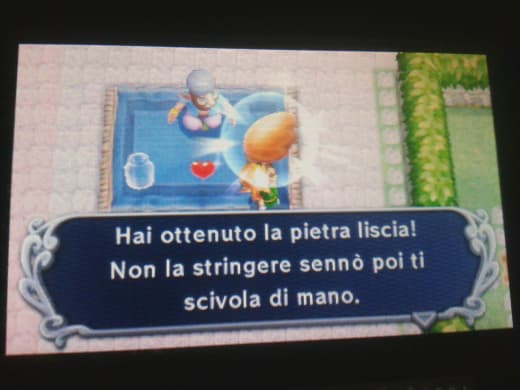 Hai ottenuto la pietra liscia!
Non la stringere sennò poi ti
scivola di mano.